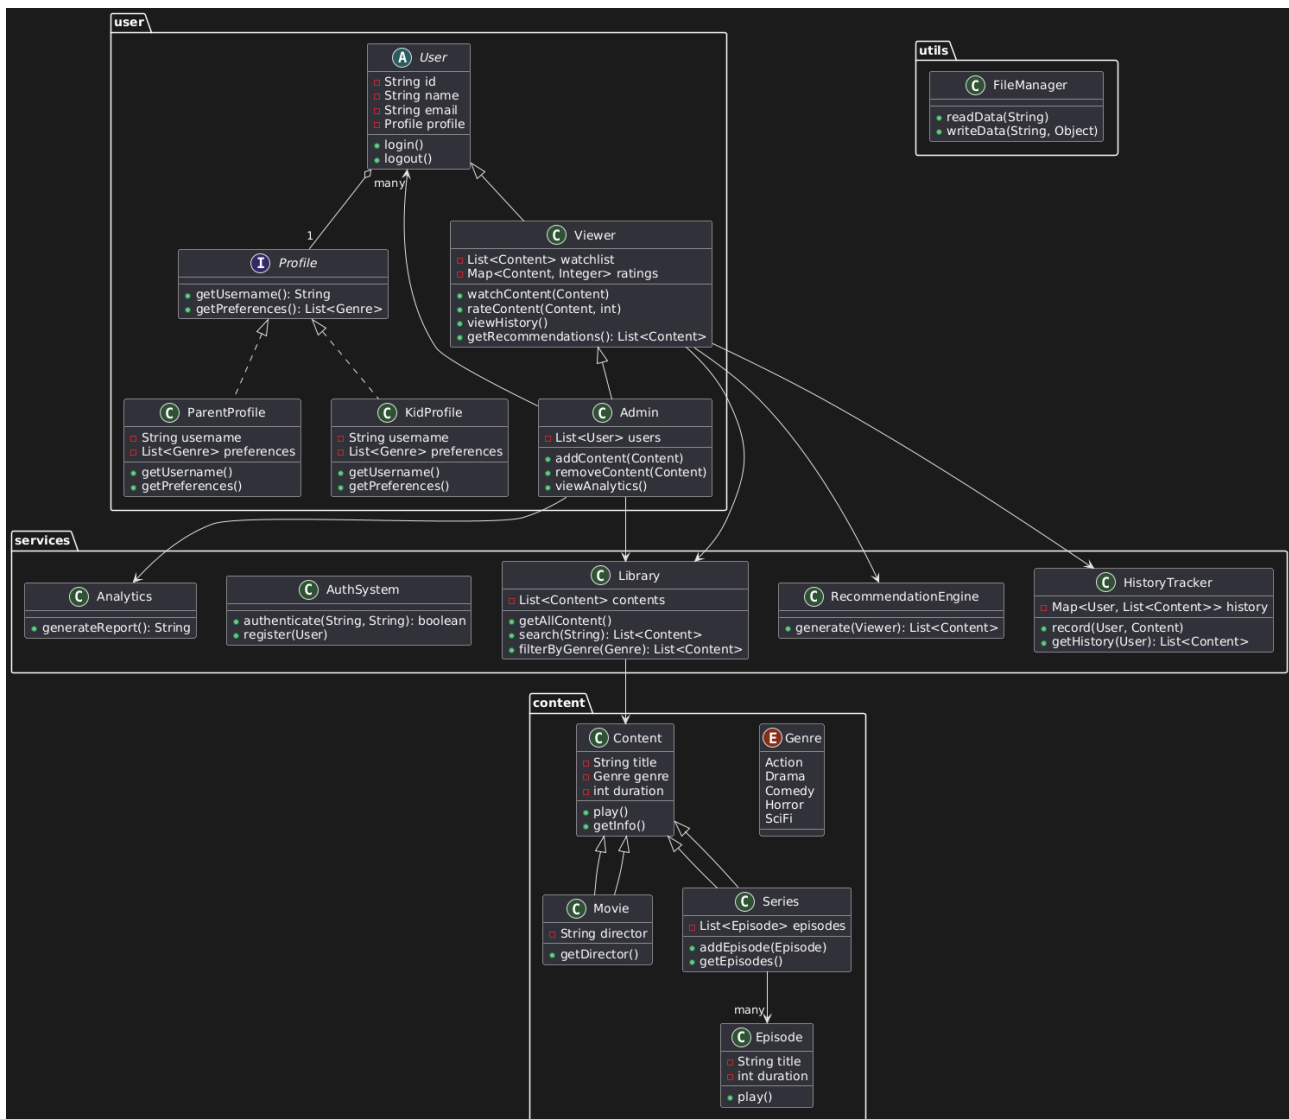 user
A User
String id
String name
String email
Profile profile
login()
logout()
many
1
I Profile
getUsername(): String
getPreferences(): List<Genre>
C Viewer
List<Content> watchlist
Map<Content, Integer> ratings
watchContent(Content)
rateContent(Content, int)
viewHistory()
getRecommendations(): List<Content>
C ParentProfile
String username
List<Genre> preferences
getUsername()
getPreferences()
C KidProfile
String username
List<Genre> preferences
getUsername()
getPreferences()
C Admin
List<User> users
addContent(Content)
removeContent(Content)
viewAnalytics()
utils
C FileManager
readData(String)
writeData(String, Object)
services
C Analytics
generateReport(): String
C AuthSystem
authenticate(String, String): boolean
register(User)
C Library
List<Content> contents
getAllContent()
search(String): List<Content>
filterByGenre(Genre): List<Content>
C RecommendationEngine
generate(Viewer): List<Content>
C HistoryTracker
Map<User, List<Content>> history
record(User, Content)
getHistory(User): List<Content>
content
C Content
String title
Genre genre
int duration
play()
getInfo()
E Genre
Action
Drama
Comedy
Horror
SciFi
C Movie
String director
getDirector()
C Series
List<Episode> episodes
addEpisode(Episode)
getEpisodes()
many
C Episode
String title
int duration
play()